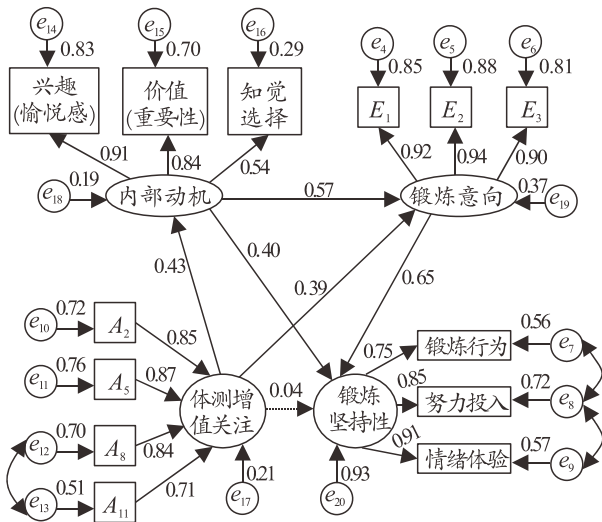 e14
e15
e16
e4
e5
e6
0.83
0.70
0.29
0.85
0.88
0.81
兴趣
(愉悦感)
价值
(重要性)
知觉
选择
E1
E2
E3
0.91
0.84
0.54
0.92
0.94
0.90
e18
0.19
内部动机
0.57
锻炼意向
0.37
e19
0.43
0.40
0.39
0.65
e10
0.72
A2
0.85
e11
0.76
A5
0.87
e12
0.70
A8
0.84
e13
0.51
A11
0.71
体测增
值关注
0.04
锻炼
坚持性
0.75
锻炼行为
0.56
e7
0.85
努力投入
0.72
e8
0.91
情绪体验
0.57
e9
0.21
e17
0.93
e20